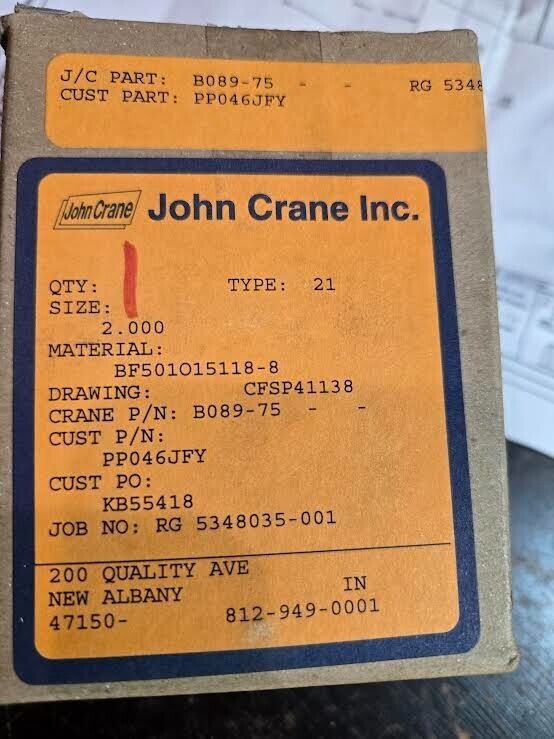 J/C PART: B089-75 - - RG 5348
CUST PART: PP046JFY
John Crane John Crane Inc.
QTY: 1 TYPE: 21
SIZE:
2.000
MATERIAL:
BF501O15118-8
DRAWING: CFSP41138
CRANE P/N: B089-75 - -
CUST P/N:
PP046JFY
CUST PO:
KB55418
JOB NO: RG 5348035-001
200 QUALITY AVE
NEW ALBANY IN
47150- 812-949-0001